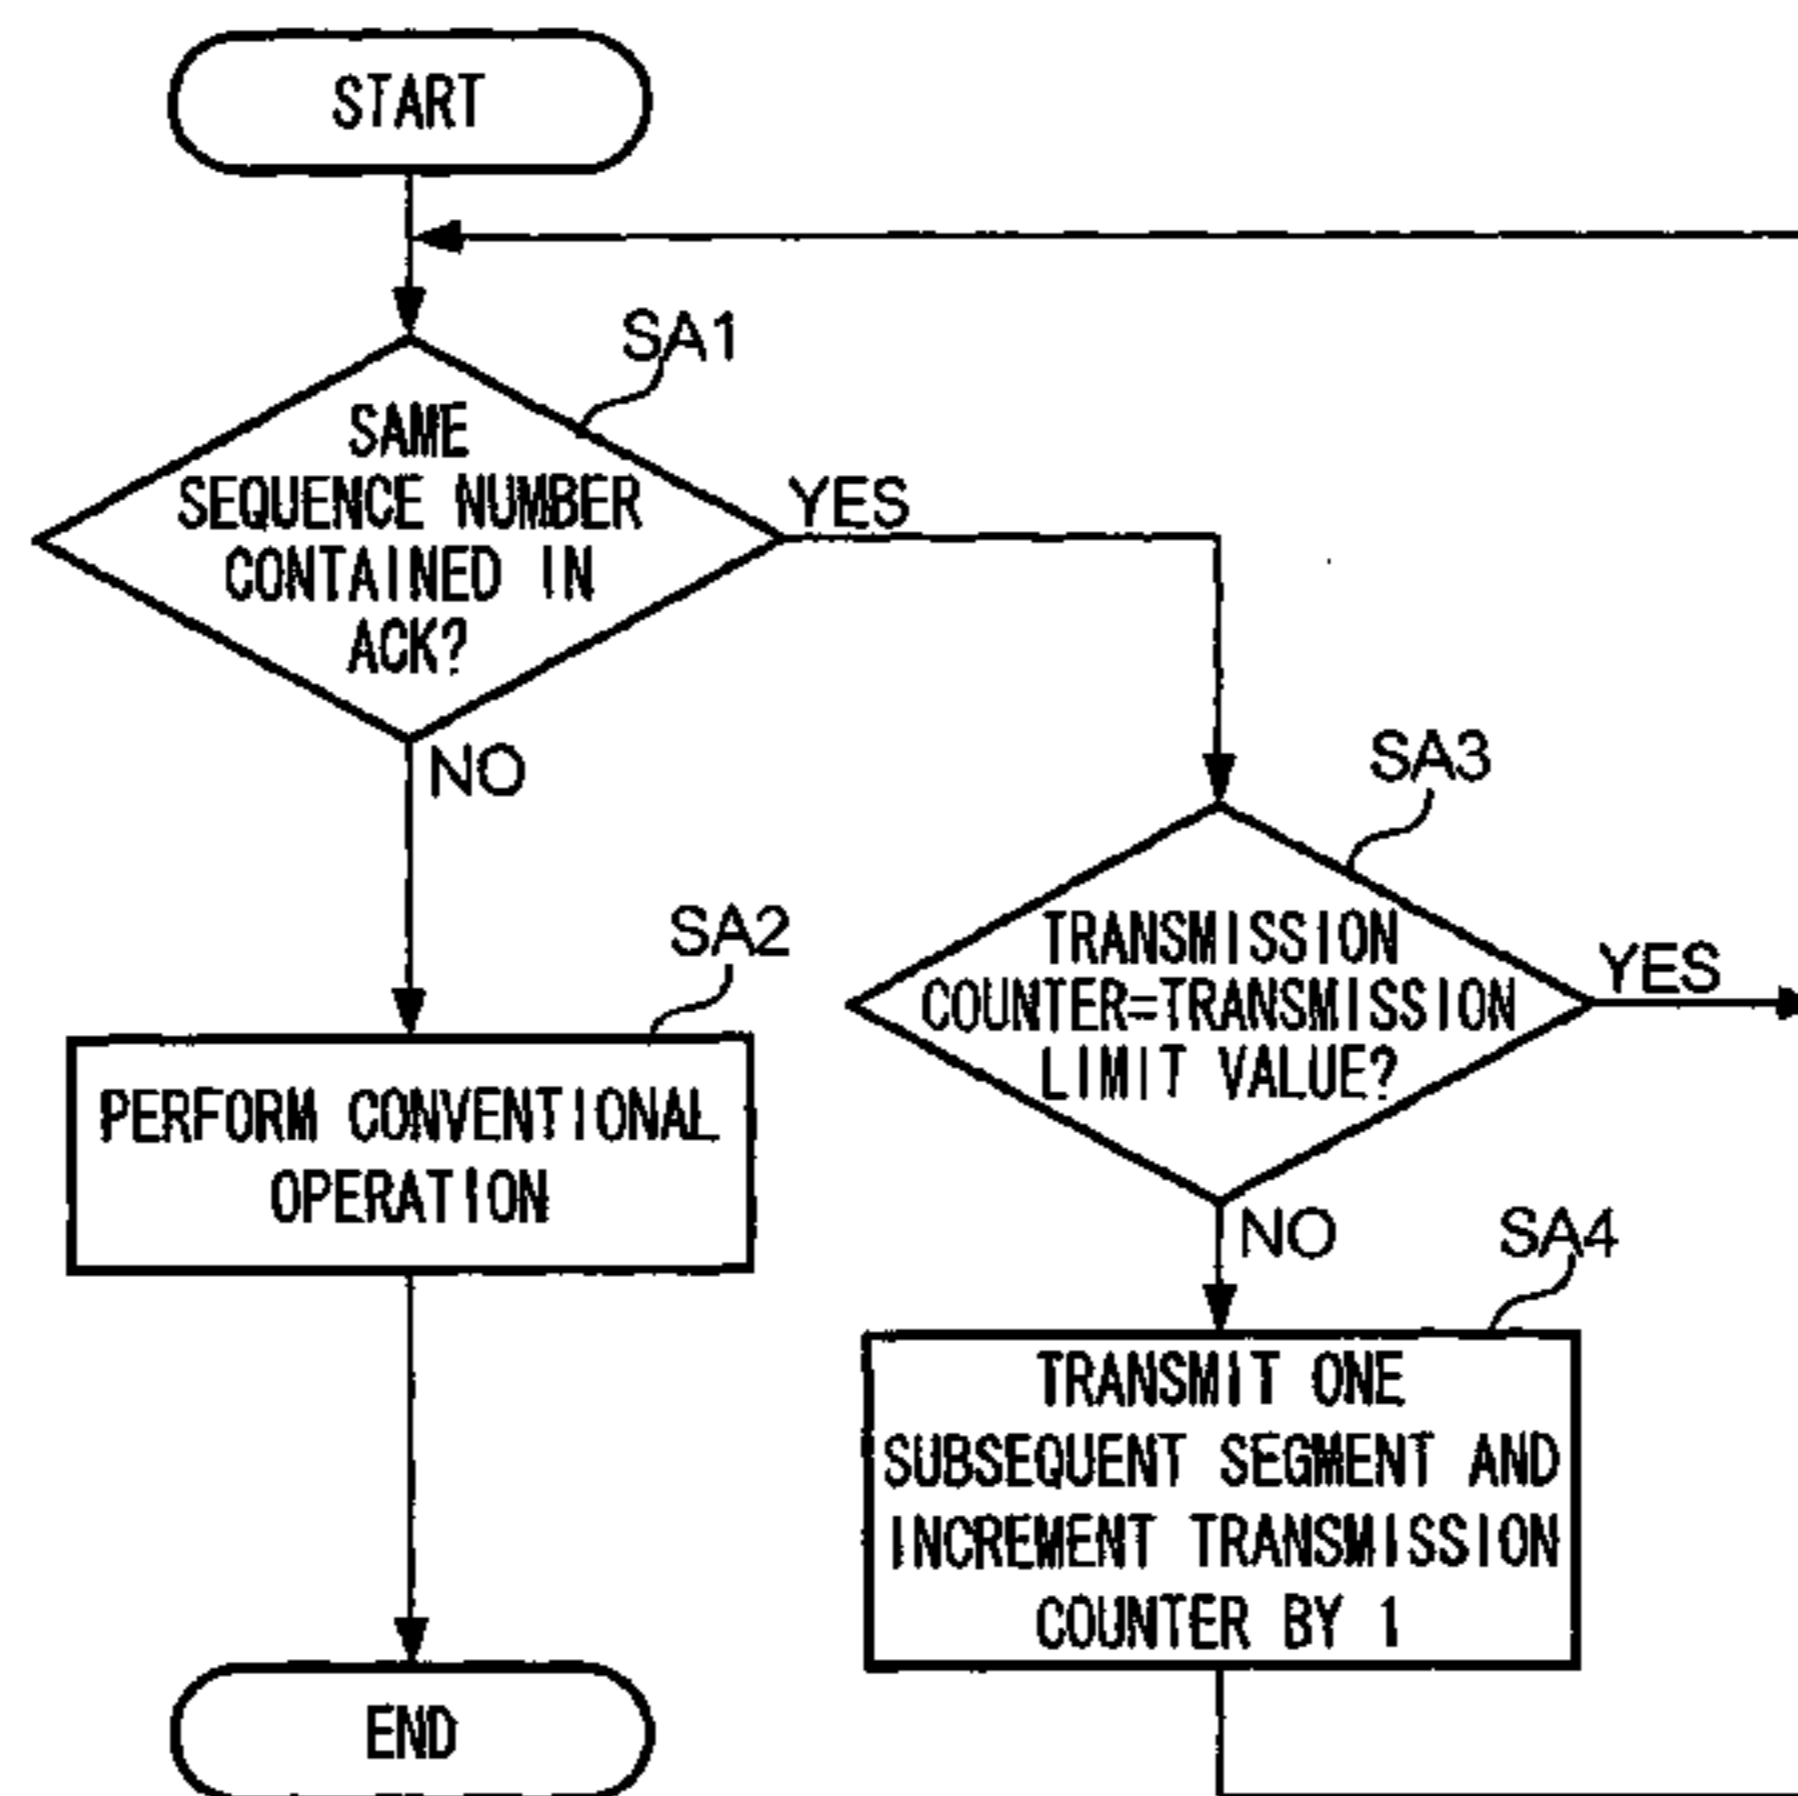 START
SA1
SAME
SEQUENCE NUMBER
CONTAINED IN
ACK?
YES
NO
SA3
TRANSMISSION
COUNTER=TRANSMISSION
LIMIT VALUE?
YES
NO
SA2
PERFORM CONVENTIONAL
OPERATION
SA4
TRANSMIT ONE
SUBSEQUENT SEGMENT AND
INCREMENT TRANSMISSION
COUNTER BY 1
END